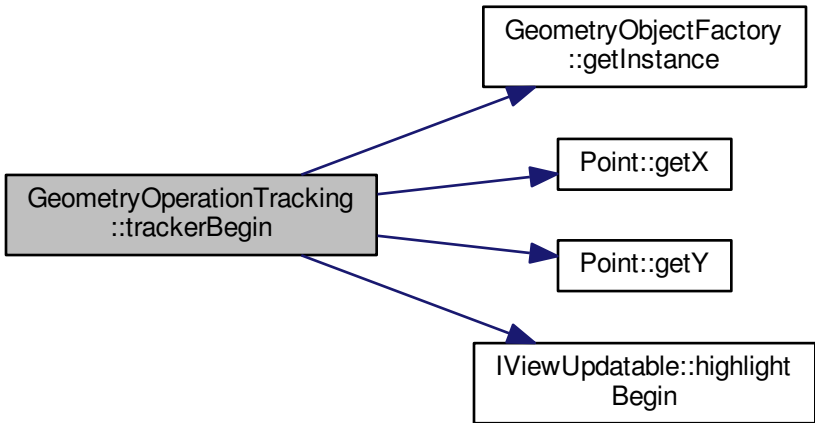 GeometryObjectFactory
::getInstance
Point::getX
GeometryOperationTracking
::trackerBegin
Point::getY
IViewUpdatable::highlight
Begin